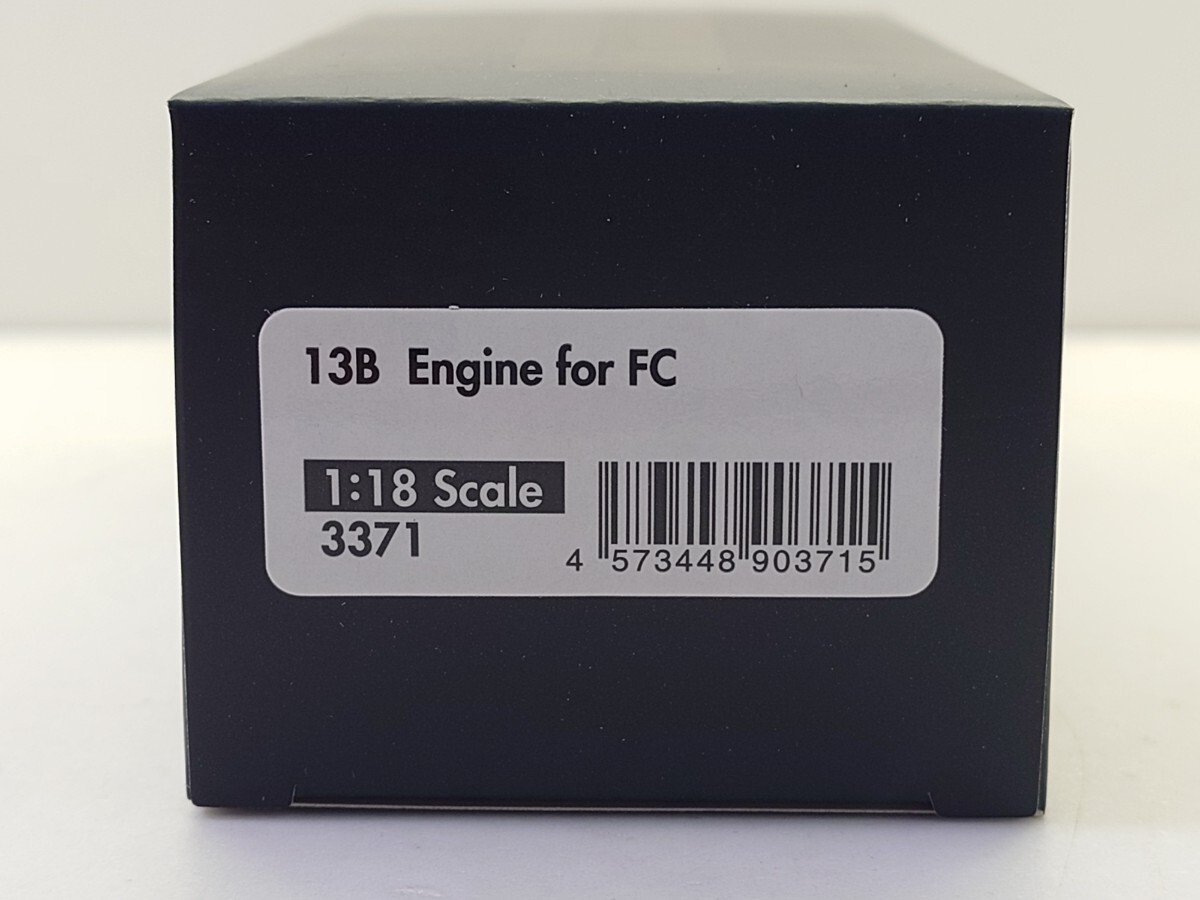 13B Engine for FC
1:18 Scale
3371
4 573448 903715